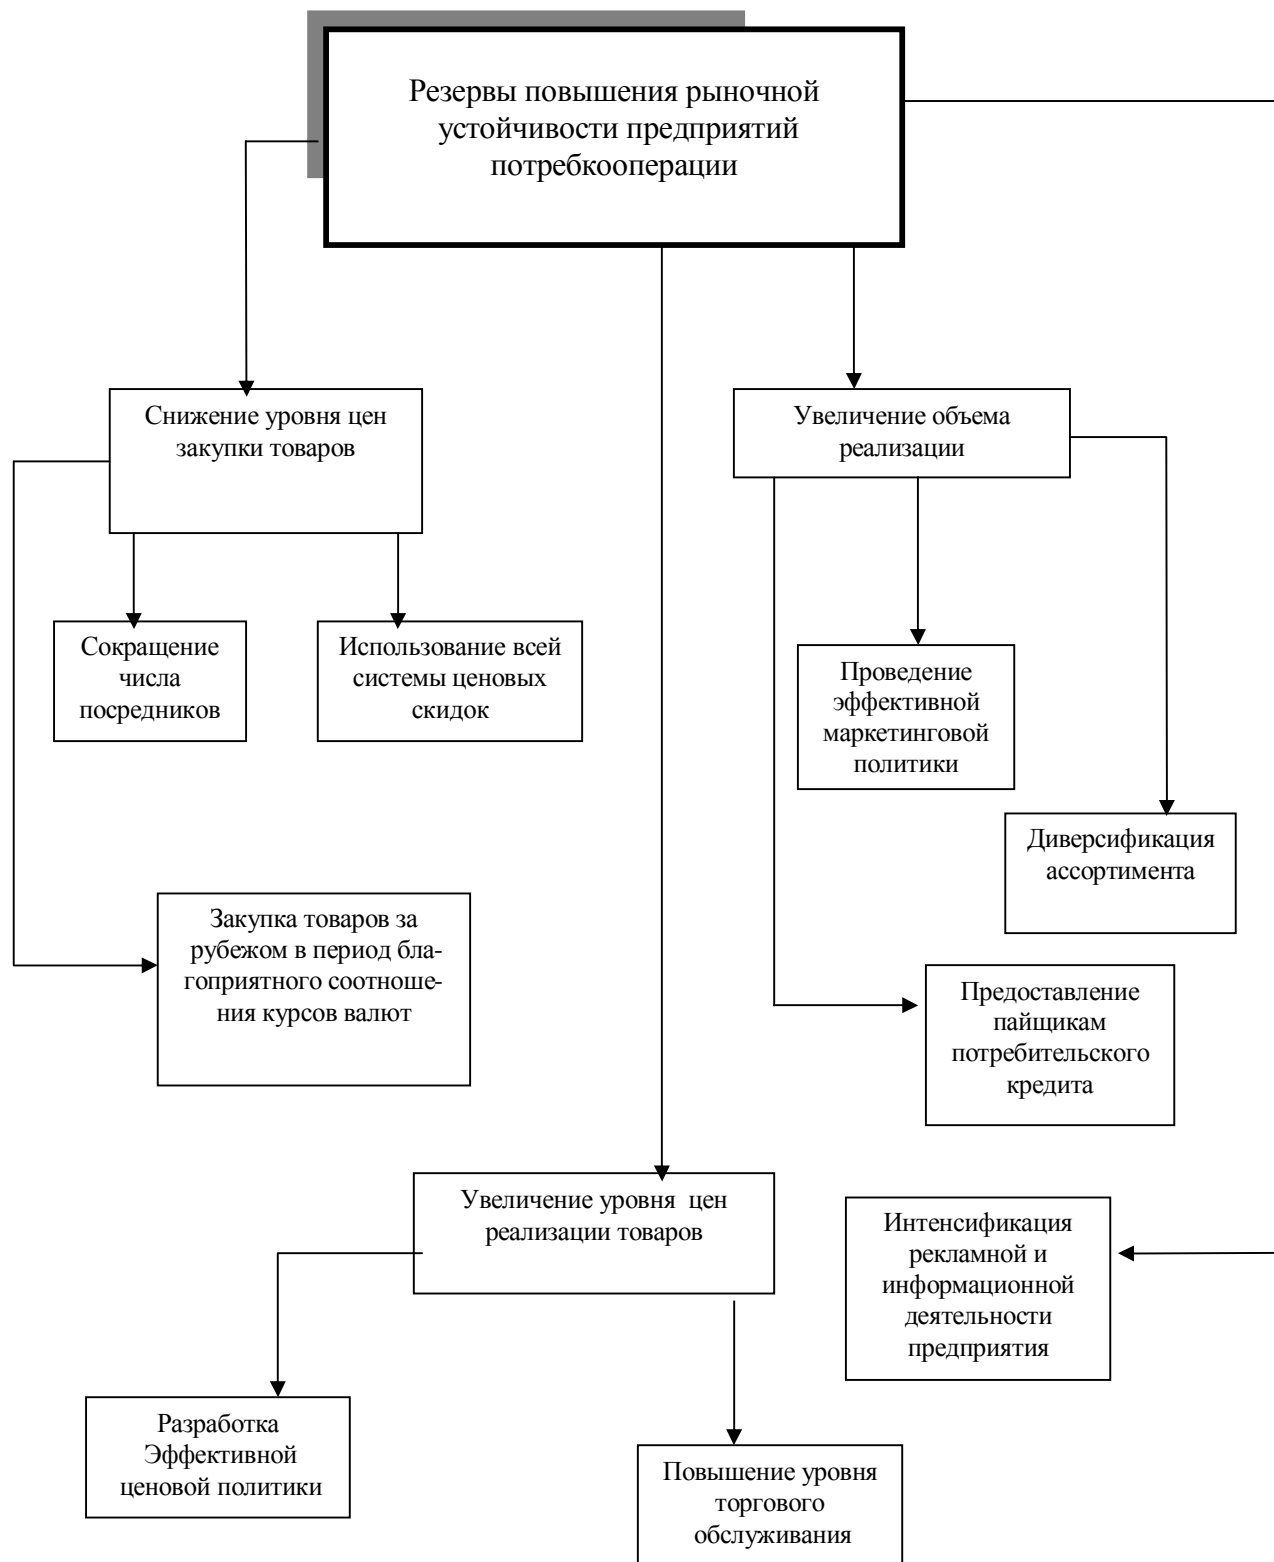 Резервы повышения рыночной
устойчивости предприятий
потребкооперации
Снижение уровня цен
закупки товаров
Увеличение объема
реализации
Сокращение
числа
посредников
Использование всей
системы ценовых
скидок
Проведение
эффективной
маркетинговой
политики
Диверсификация
ассортимента
Закупка товаров за
рубежом в период бла-
гоприятного соотноше-
ния курсов валют
Предоставление
пайщикам
потребительского
кредита
Увеличение уровня  цен
реализации товаров
Интенсификация
рекламной и
информационной
деятельности
предприятия
Разработка
Эффективной
ценовой политики
Повышение уровня
торгового
обслуживания